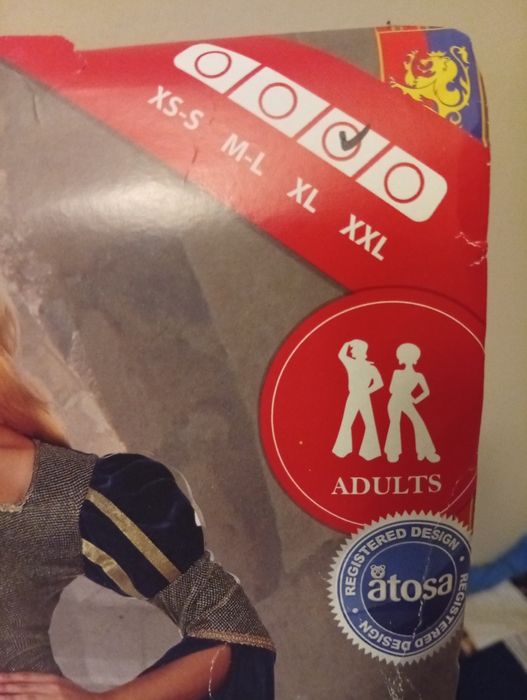 XS-S
M-L
XL
XXL
ADULTS
REGISTERED DESIGN
atosa
REGISTERED DESIGN